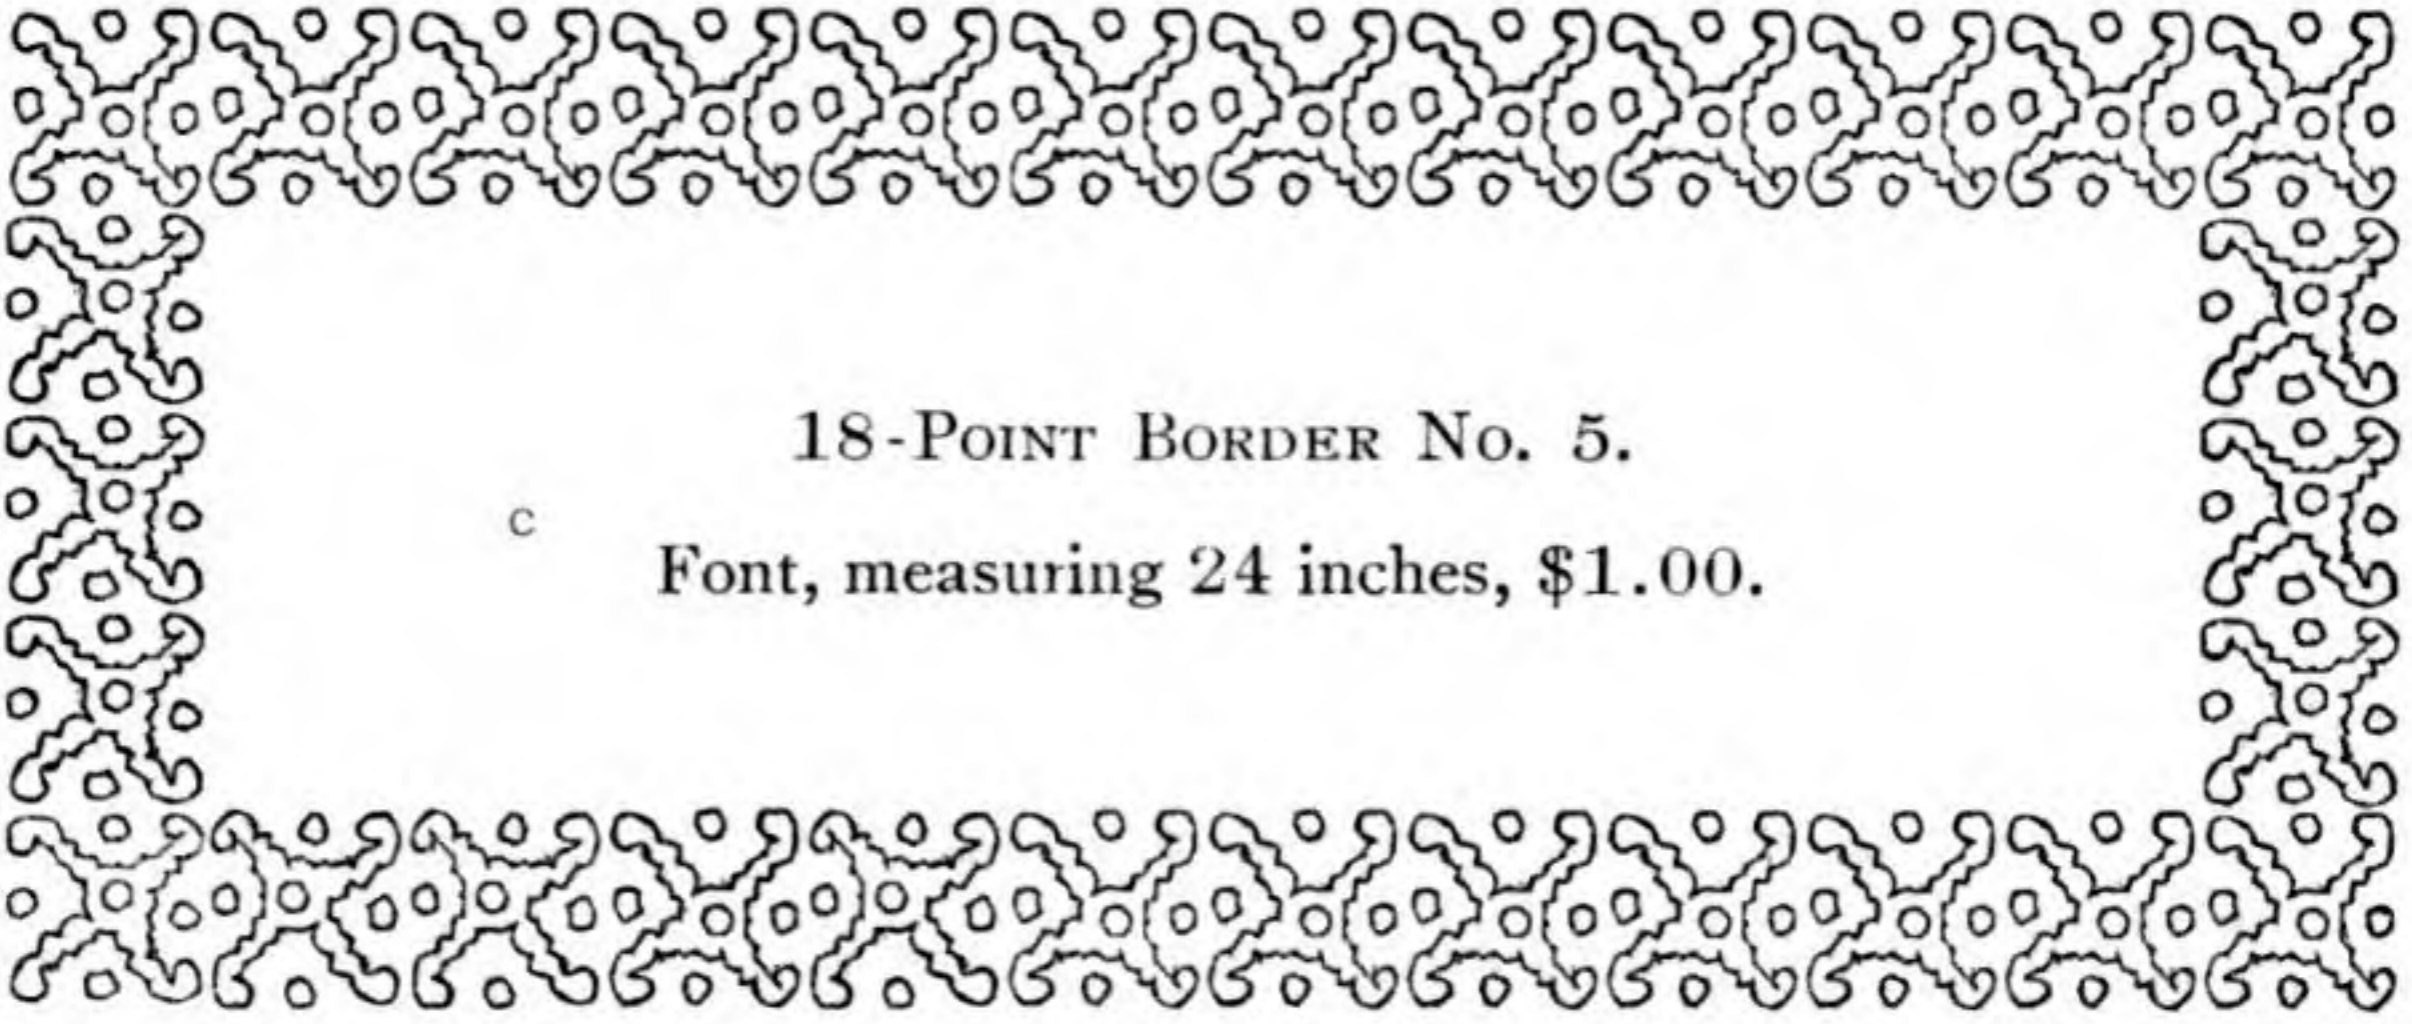 18-Point Border No. 5.
c
Font, measuring 24 inches, $1.00.